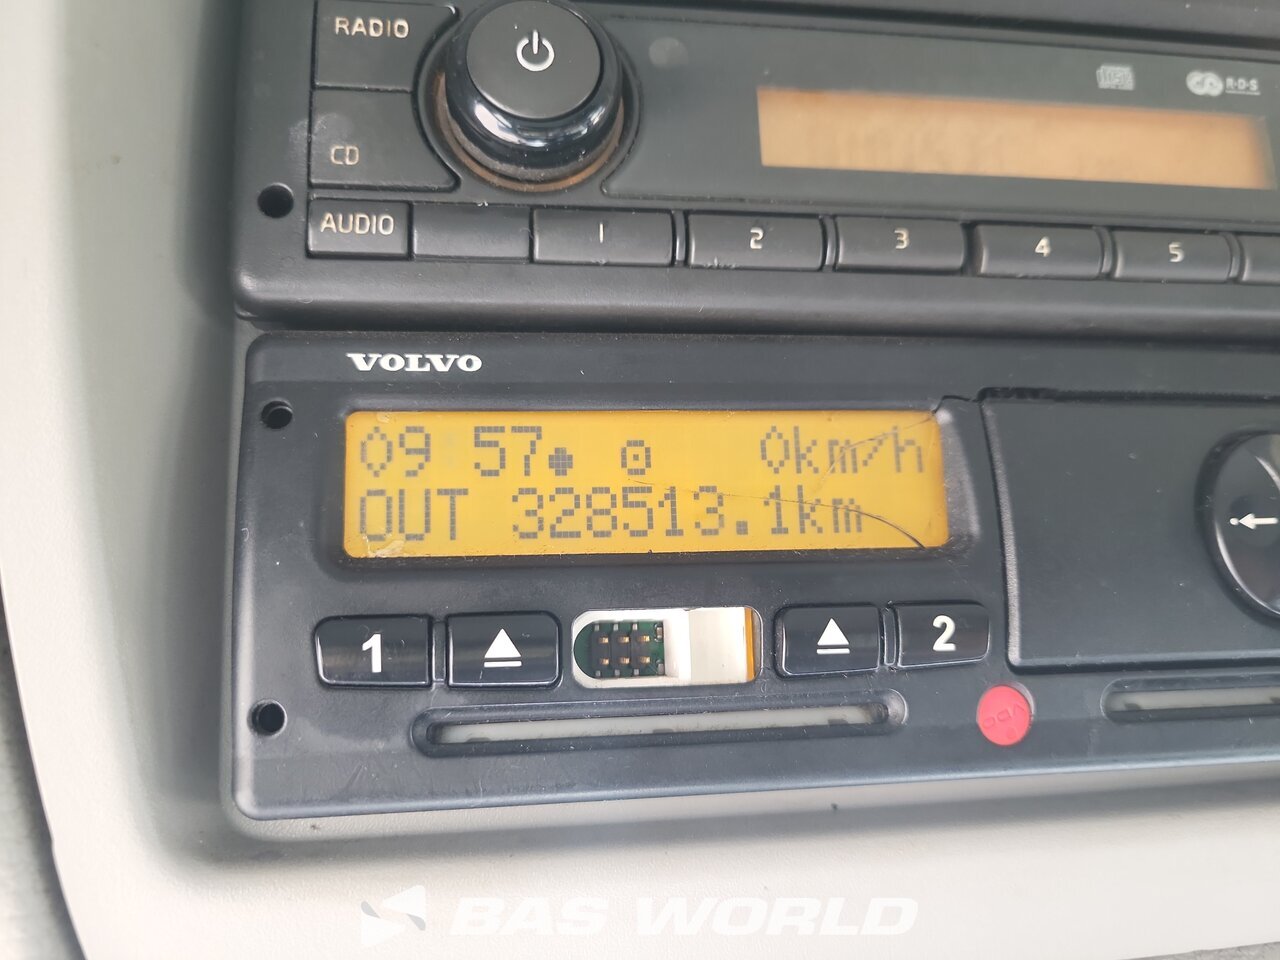 RADIO
CD
R·D·S
AUDIO
1
2
3
4
5
VOLVO
09:57 0km/h
OUT 328513.1km
1
2
VDO
BAS WORLD